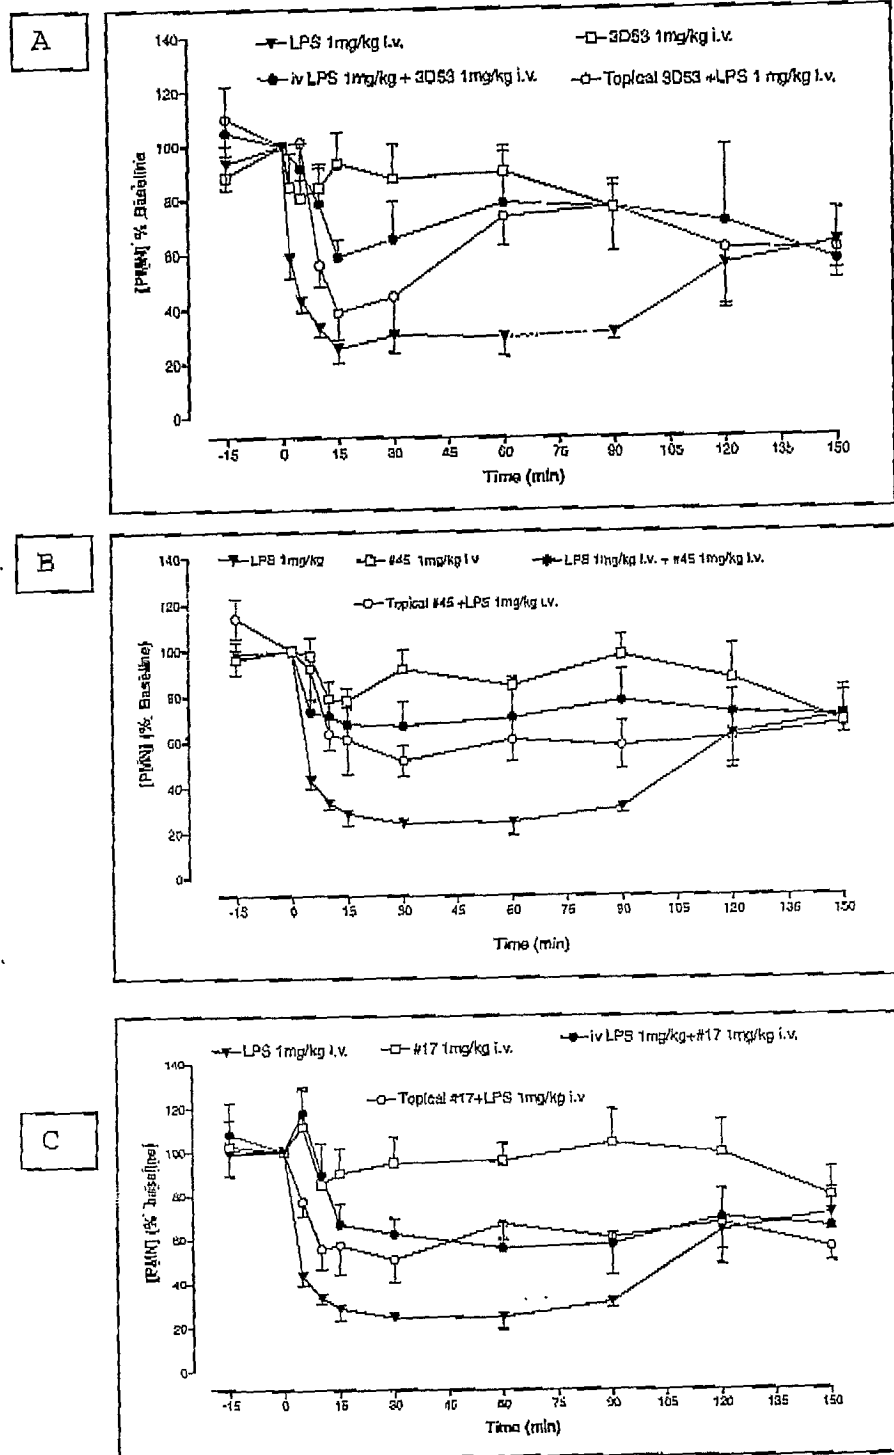 A
LPS 1mg/kg i.v.
3D53 1mg/kg i.v.
iv LPS 1mg/kg + 3D53 1mg/kg i.v.
Topical 3D53 +LPS 1 mg/kg i.v.
[PMN] % Baseline
140
120
100
80
60
40
20
0
-15 0 15 30 45 60 75 90 105 120 135 150
Time (min)
B
LPS 1mg/kg
#45 1mg/kg i.v
LPS 1mg/kg i.v. + #45 1mg/kg i.v.
Topical #45 +LPS 1mg/kg i.v.
[PMN] (% Baseline)
140
120
100
80
60
40
20
0
-15 0 15 30 45 60 75 90 105 120 135 150
Time (min)
C
LPS 1mg/kg i.v.
#17 1mg/kg i.v.
iv LPS 1mg/kg+#17 1mg/kg i.v.
Topical #17+LPS 1mg/kg i.v
[PMN] (% baseline)
140
120
100
80
60
40
20
0
-15 0 15 30 45 60 75 90 105 120 135 150
Time (min)